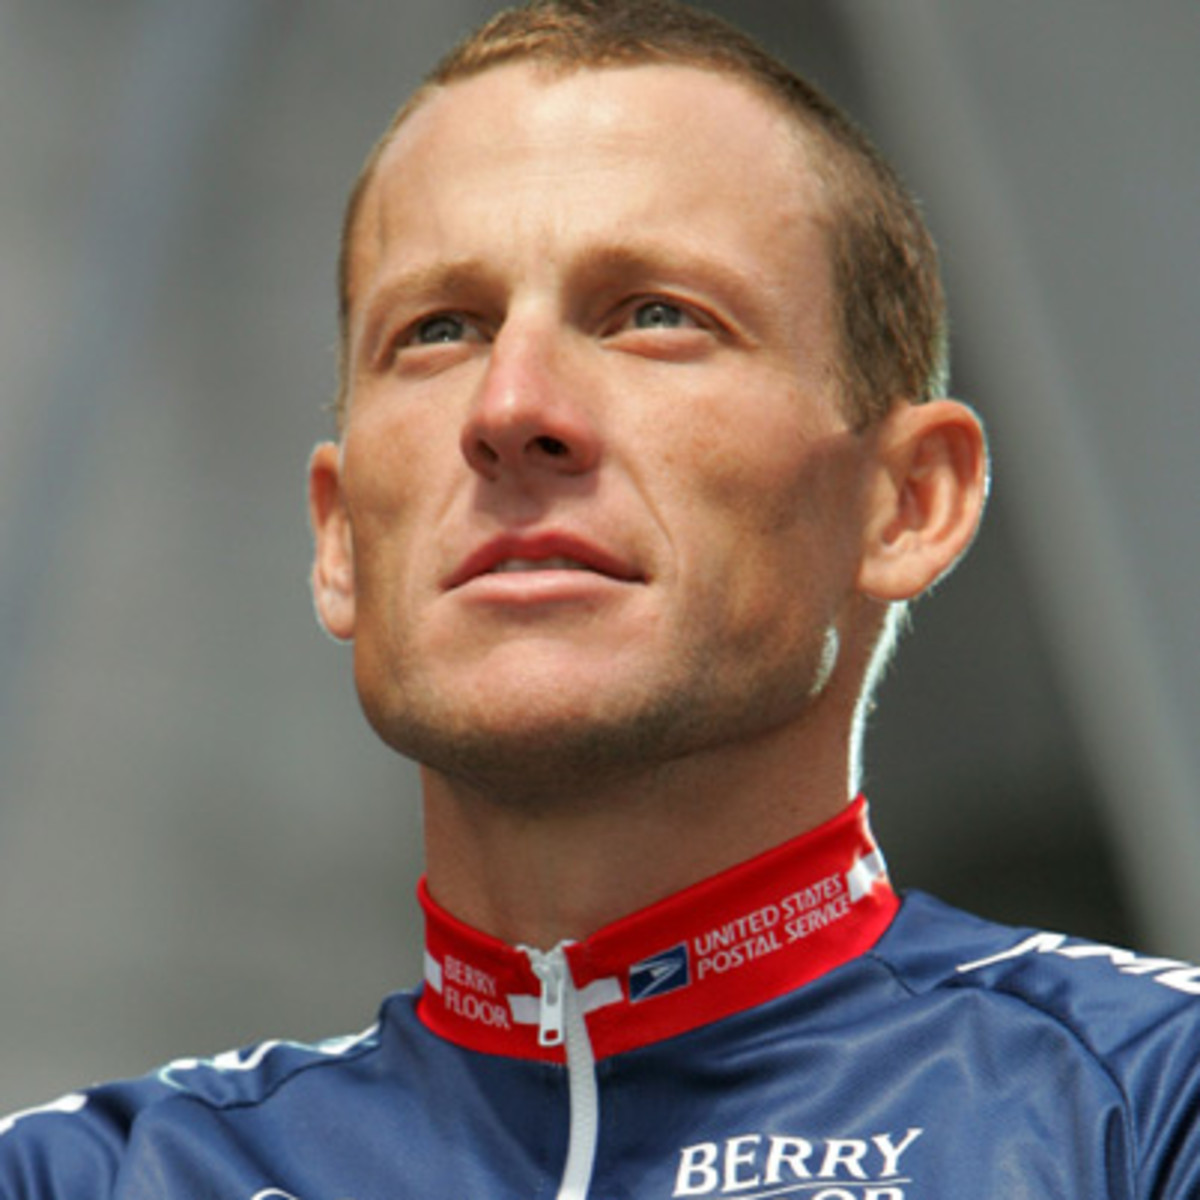 BERRY
FLOOR
UNITED STATES
POSTAL SERVICE
BERRY